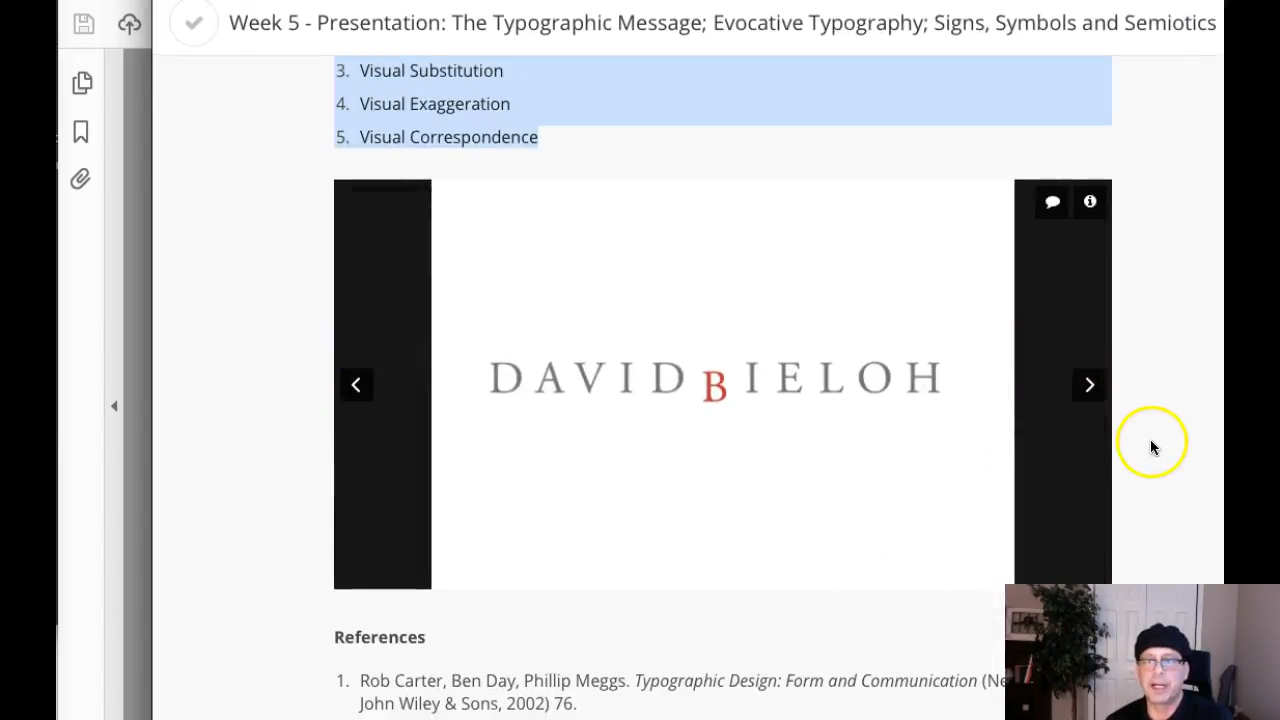 Week 5 - Presentation: The Typographic Message; Evocative Typography; Signs, Symbols and Semiotics
3. Visual Substitution
4. Visual Exaggeration
5. Visual Correspondence
DAVIDBIELOH
References
1. Rob Carter, Ben Day, Phillip Meggs. Typographic Design: Form and Communication (Ne
John Wiley & Sons, 2002) 76.